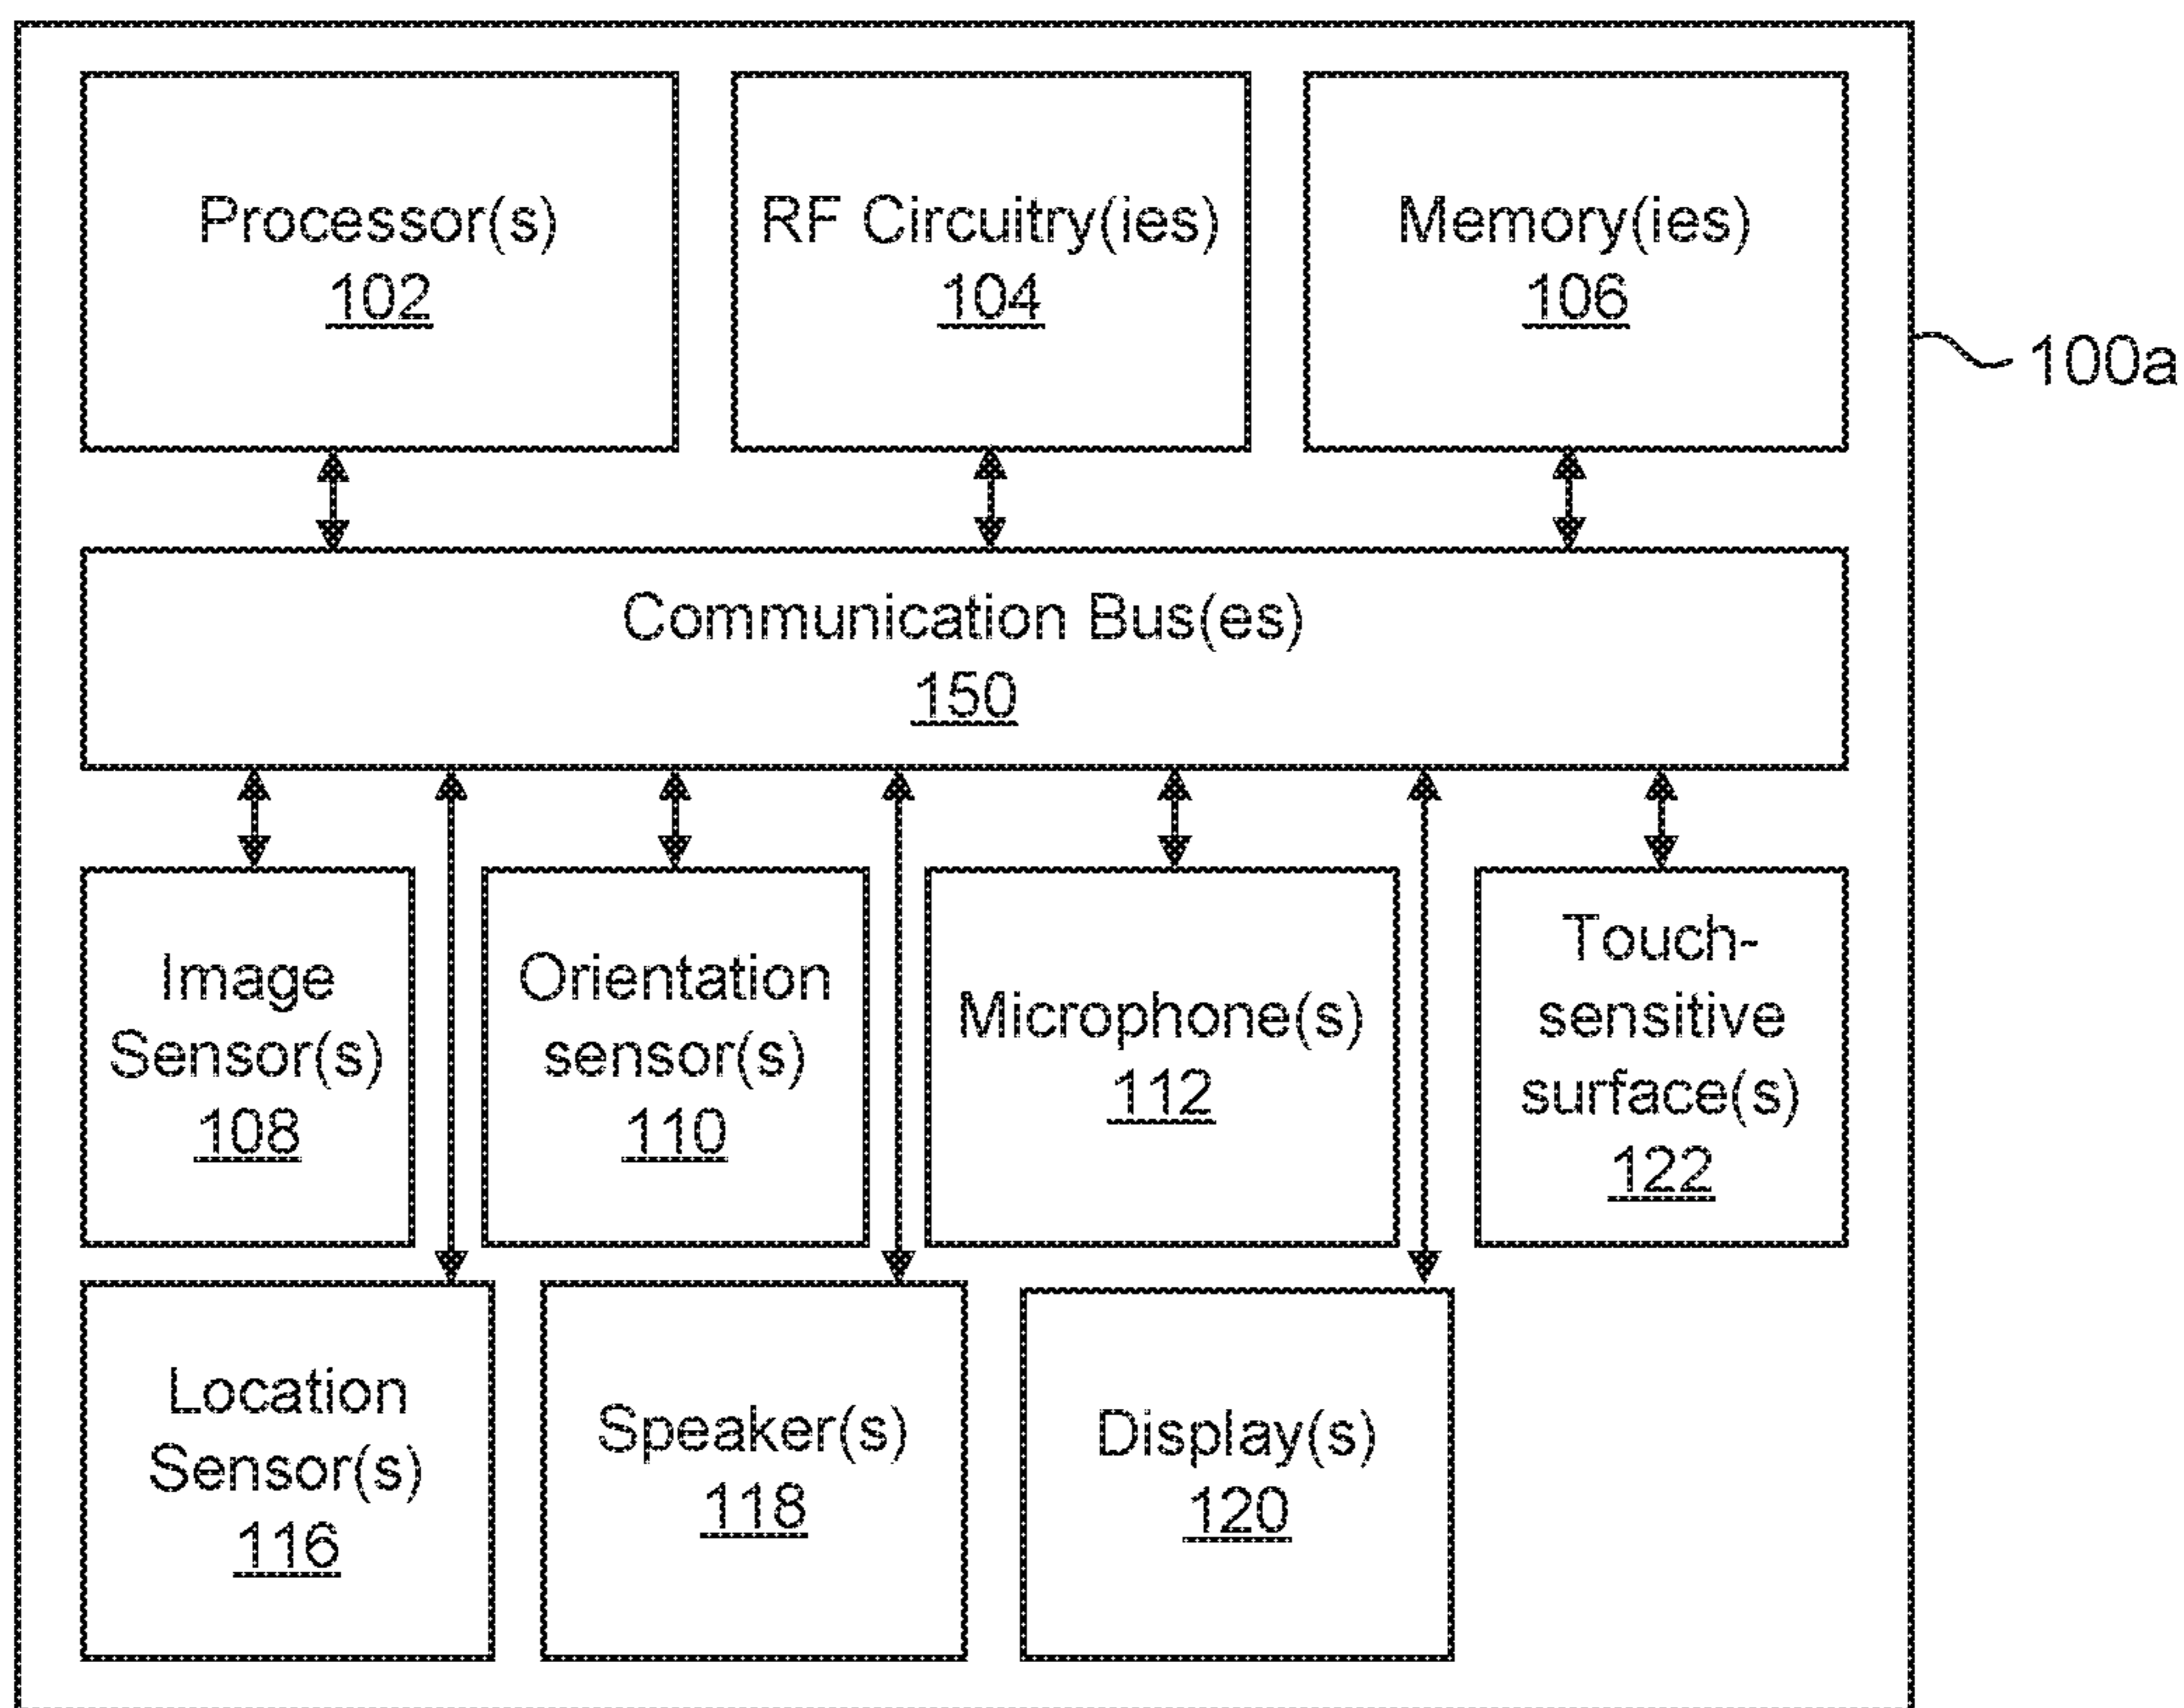 Processor(s)
102
RF Circuitry(ies)
104
Memory(ies)
106
100a
Communication Bus(es)
150
Image
Sensor(s)
108
Orientation
sensor(s)
110
Microphone(s)
112
Touch-
sensitive
surface(s)
122
Location
Sensor(s)
116
Speaker(s)
118
Display(s)
120